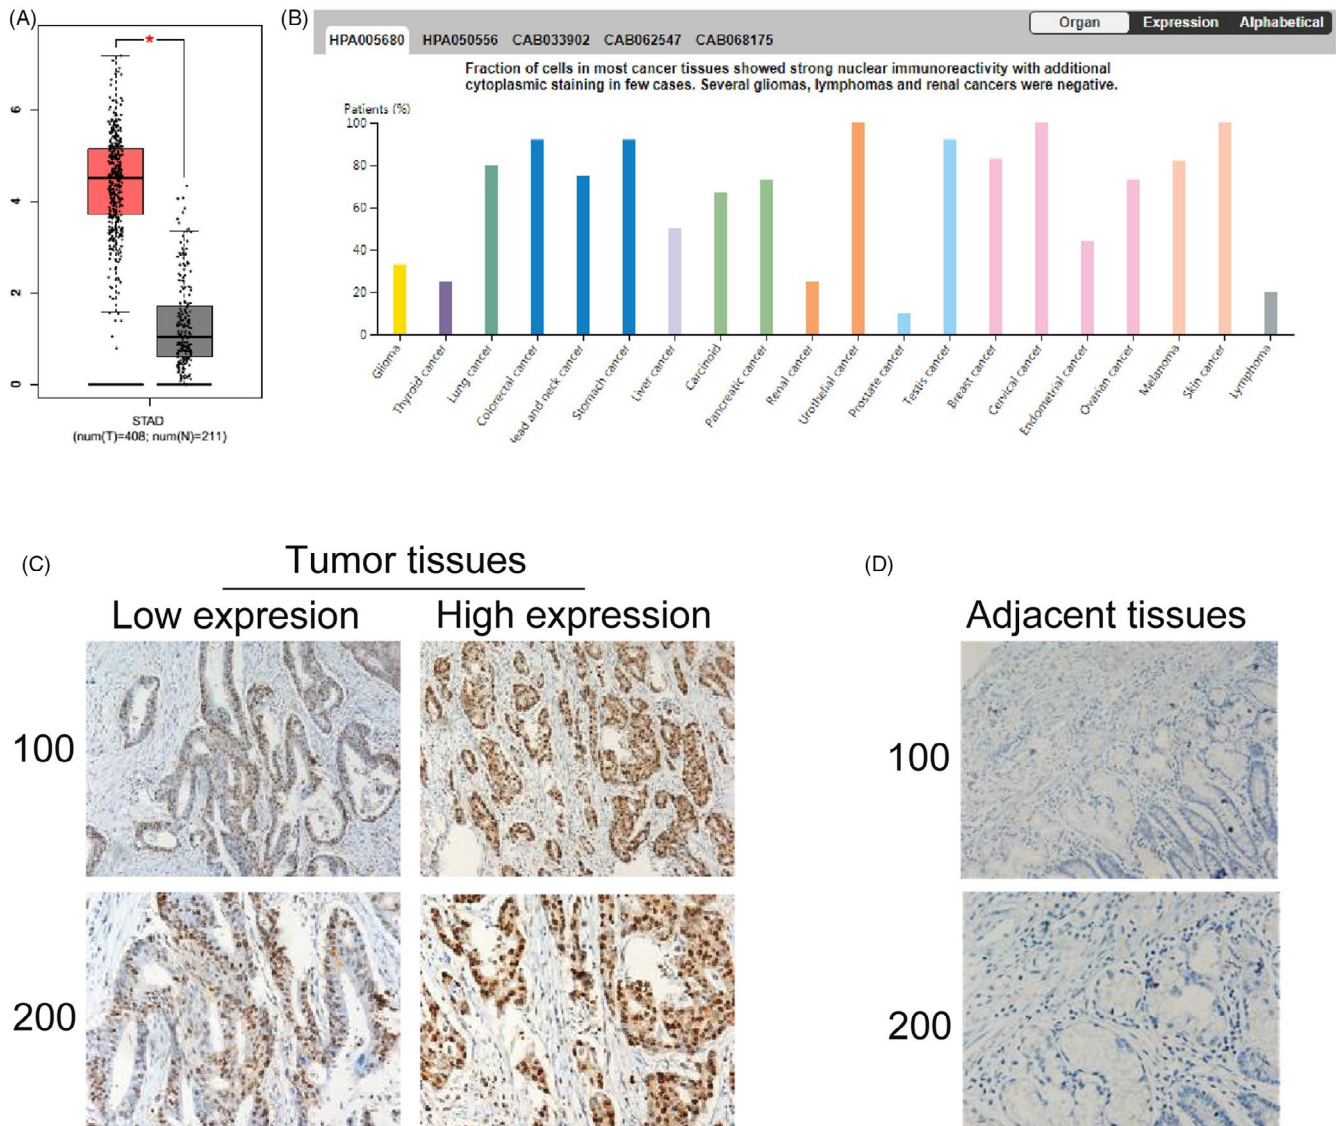 (A)
*
6
4
2
0
STAD
(num(T)=408; num(N)=211)
(B)
Organ Expression Alphabetical
HPA005680 HPA050556 CAB033902 CAB062547 CAB068175
Fraction of cells in most cancer tissues showed strong nuclear immunoreactivity with additional
cytoplasmic staining in few cases. Several gliomas, lymphomas and renal cancers were negative.
Patients (%)
100
80
60
40
20
0
Glioma
Thyroid cancer
Lung cancer
Colorectal cancer
ead and neck cancer
Stomach cancer
Liver cancer
Carcinoid
Pancreatic cancer
Renal cancer
Urothelial cancer
Prostate cancer
Testis cancer
Breast cancer
Cervical cancer
Endometrial cancer
Ovarian cancer
Melanoma
Skin cancer
Lymphoma
(C)
Tumor tissues
Low expresion High expression
100
200
(D)
Adjacent tissues
100
200